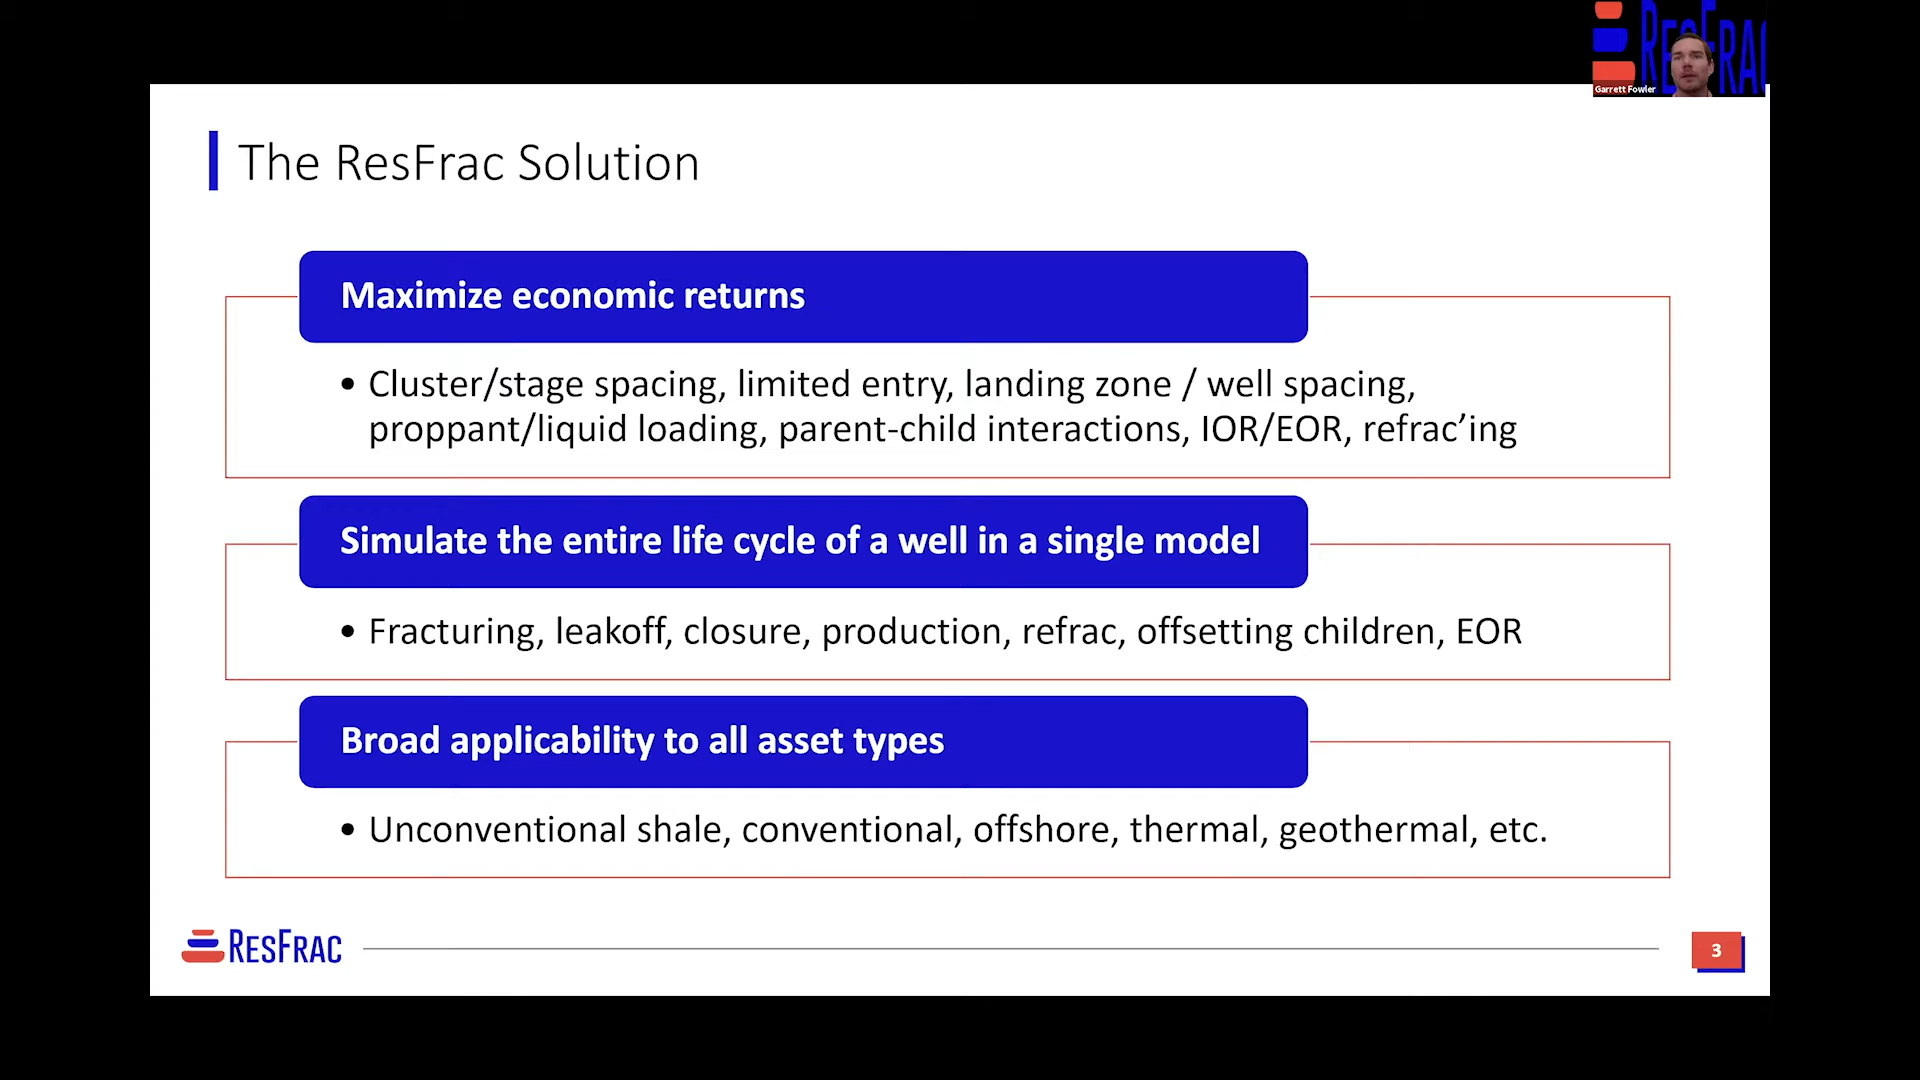 RESFRAC
Garrett Fowler
The ResFrac Solution
Maximize economic returns
• Cluster/stage spacing, limited entry, landing zone / well spacing,
proppant/liquid loading, parent-child interactions, IOR/EOR, refrac’ing
Simulate the entire life cycle of a well in a single model
• Fracturing, leakoff, closure, production, refrac, offsetting children, EOR
Broad applicability to all asset types
• Unconventional shale, conventional, offshore, thermal, geothermal, etc.
RESFRAC
3